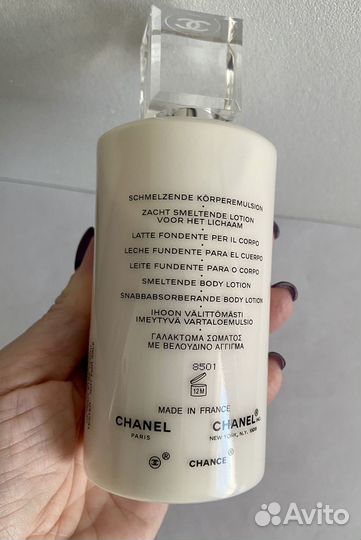 SCHMELZENDE KÖRPEREMULSION
ZACHT SMELTENDE LOTION
VOOR HET LICHAAM
LATTE FONDENTE PER IL CORPO
LECHE FUNDENTE PARA EL CUERPO
LEITE FUNDENTE PARA O CORPO
SMELTENDE BODY LOTION
SNABBABSORBERANDE BODY LOTION
IHOON VÄLITTÖMÄSTI
IMEYTYVÄ VARTALOEMULSIO
ΓΑΛΑΚΤΩΜΑ ΣΩΜΑΤΟΣ
ΜΕ ΒΕΛΟΥΔΙΝΟ ΑΓΓΙΓΜΑ
8501
12M
MADE IN FRANCE
CHANEL CHANEL® INC.
PARIS NEW YORK, N.Y. 10019
® CHANCE®
Avito